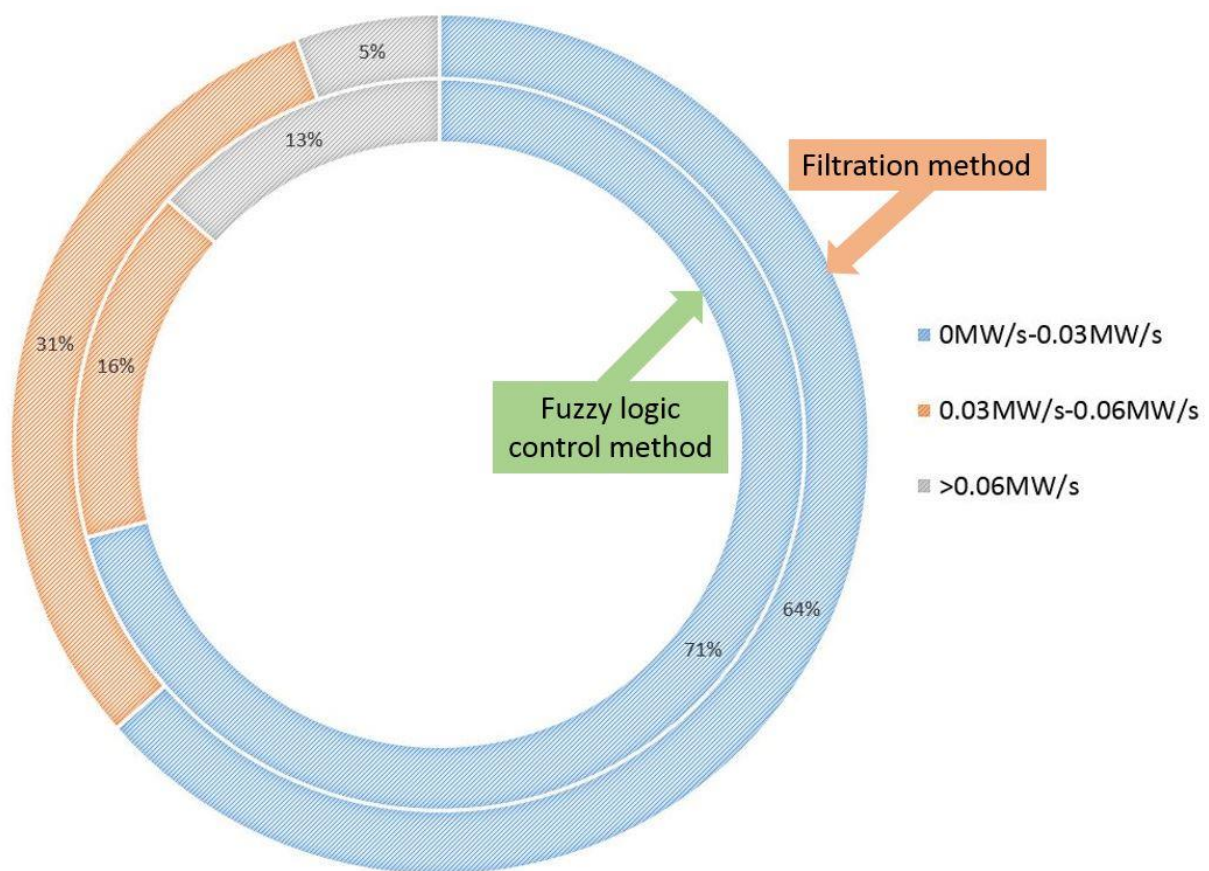 5%
13%
Filtration method
31%
16%
0MW/s-0.03MW/s
Fuzzy logic
control method
0.03MW/s-0.06MW/s
>0.06MW/s
64%
71%